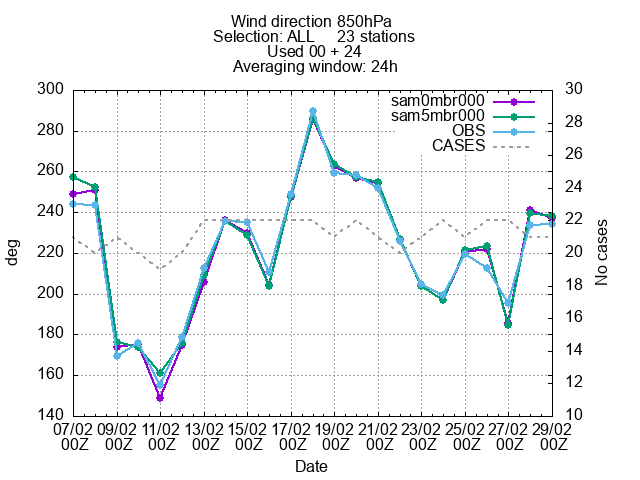 Wind direction 850hPa
Selection: ALL 23 stations
Used 00 + 24
Averaging window: 24h
sam0mbr000
sam5mbr000
OBS
CASES
300
280
260
240
220
200
180
160
140
deg
30
28
26
24
22
20
18
16
14
12
10
No cases
07/02 09/02 11/02 13/02 15/02 17/02 19/02 21/02 23/02 25/02 27/02 29/02
00Z 00Z 00Z 00Z 00Z 00Z 00Z 00Z 00Z 00Z 00Z 00Z
Date